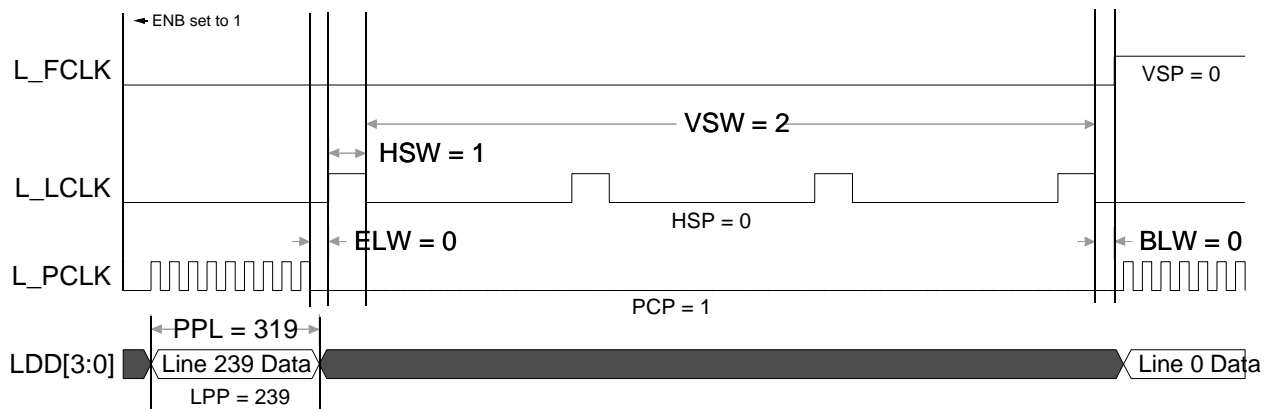 ENB set to 1
L_FCLK
VSP = 0
VSW = 2
HSW = 1
L_LCLK
HSP = 0
ELW = 0
BLW = 0
L_PCLK
PCP = 1
PPL = 319
LDD[3:0]
Line 239 Data
Line 0 Data
LPP = 239